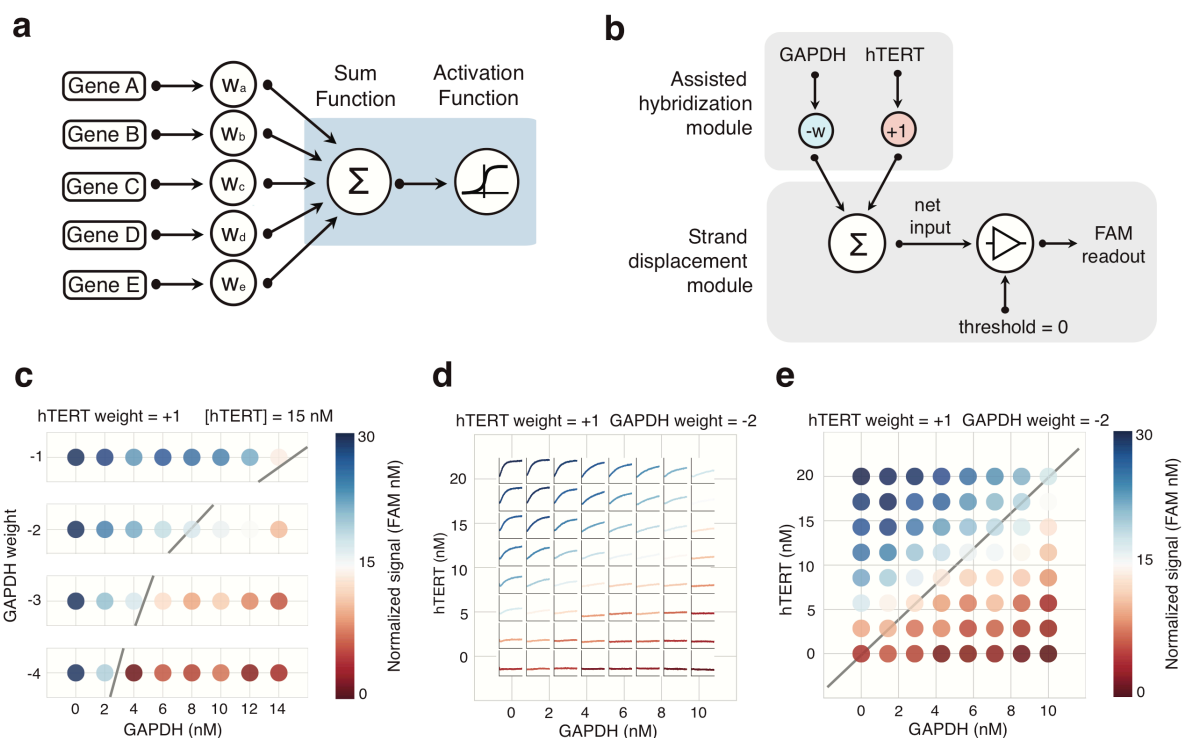 a
Gene A
Gene B
Gene C
Gene D
Gene E
Wa
Wb
Wc
Wd
We
Sum
Function
Activation
Function
Σ
b
Assisted
hybridization
module
GAPDH hTERT
-w +1
Strand
displacement
module
Σ
net
input
FAM
readout
threshold = 0
c
hTERT weight = +1 [hTERT] = 15 nM
GAPDH weight
-1
-2
-3
-4
0 2 4 6 8 10 12 14
GAPDH (nM)
30
15
0
Normalized signal (FAM nM)
d
hTERT weight = +1 GAPDH weight = -2
hTERT (nM)
20
15
10
5
0
0 2 4 6 8 10
GAPDH (nM)
e
hTERT weight = +1 GAPDH weight = -2
hTERT (nM)
20
15
10
5
0
0 2 4 6 8 10
GAPDH (nM)
30
15
0
Normalized signal (FAM nM)